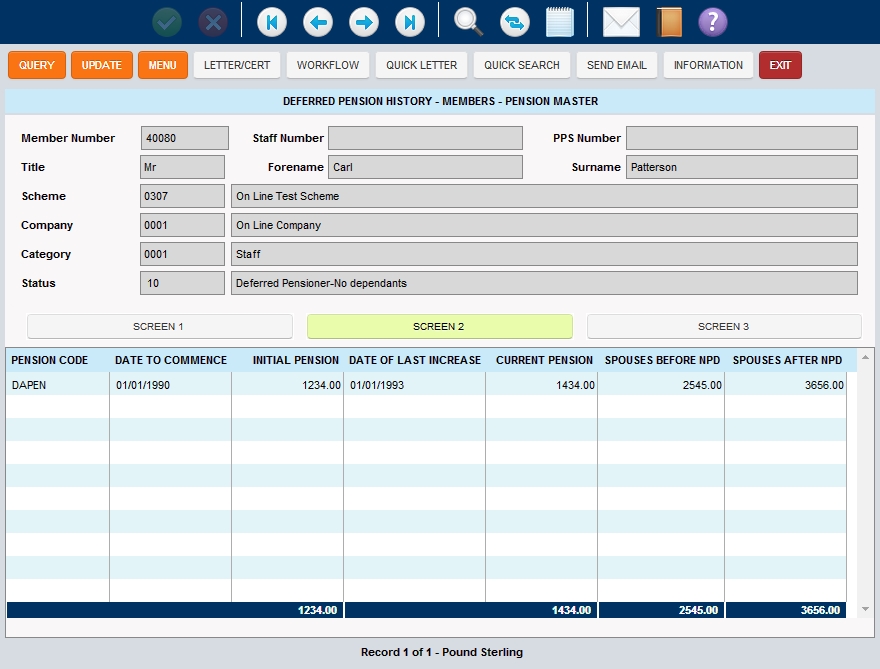 ?
QUERY UPDATE MENU LETTER/CERT WORKFLOW QUICK LETTER QUICK SEARCH SEND EMAIL INFORMATION EXIT
DEFERRED PENSION HISTORY - MEMBERS - PENSION MASTER
Member Number 40080 Staff Number PPS Number
Title Mr Forename Carl Surname Patterson
Scheme 0307 On Line Test Scheme
Company 0001 On Line Company
Category 0001 Staff
Status 10 Deferred Pensioner-No dependants
SCREEN 1 SCREEN 2 SCREEN 3
PENSION CODE DATE TO COMMENCE INITIAL PENSION DATE OF LAST INCREASE CURRENT PENSION SPOUSES BEFORE NPD SPOUSES AFTER NPD
DAPEN 01/01/1990 1234.00 01/01/1993 1434.00 2545.00 3656.00
1234.00 1434.00 2545.00 3656.00
Record 1 of 1 - Pound Sterling